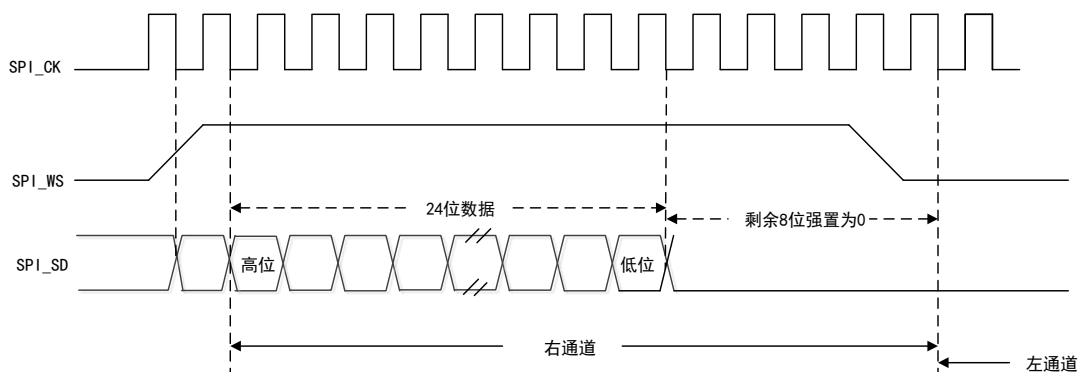 SPI_CK
SPI_WS
24位数据
剩余8位强置为0
SPI_SD
高位
低位
右通道
左通道